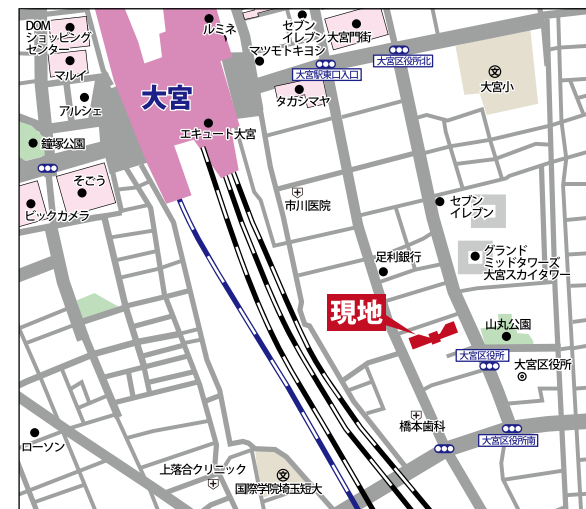 DOM
ショッピング
センター
ルミネ
セブン
イレブン
大宮門街
マツモトキヨシ
大宮区役所北
大宮駅東口入口
マルイ
大宮小
タカシマヤ
大宮
アルシェ
エキュート大宮
鐘塚公園
そごう
市川医院
セブン
イレブン
ビックカメラ
足利銀行
グランド
ミッドタワーズ
大宮スカイタワー
現地
山丸公園
大宮区役所
大宮区役所
橋本歯科
大宮区役所南
ローソン
上落合クリニック
国際学院埼玉短大
文
文